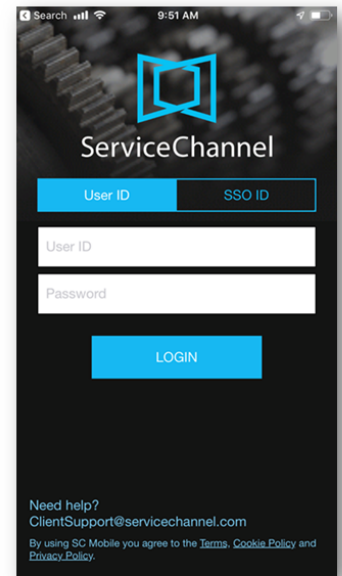 Search 9:51 AM
ServiceChannel
User ID SSO ID
User ID
Password
LOGIN
Need help?
ClientSupport@servicechannel.com
By using SC Mobile you agree to the Terms, Cookie Policy and
Privacy Policy.